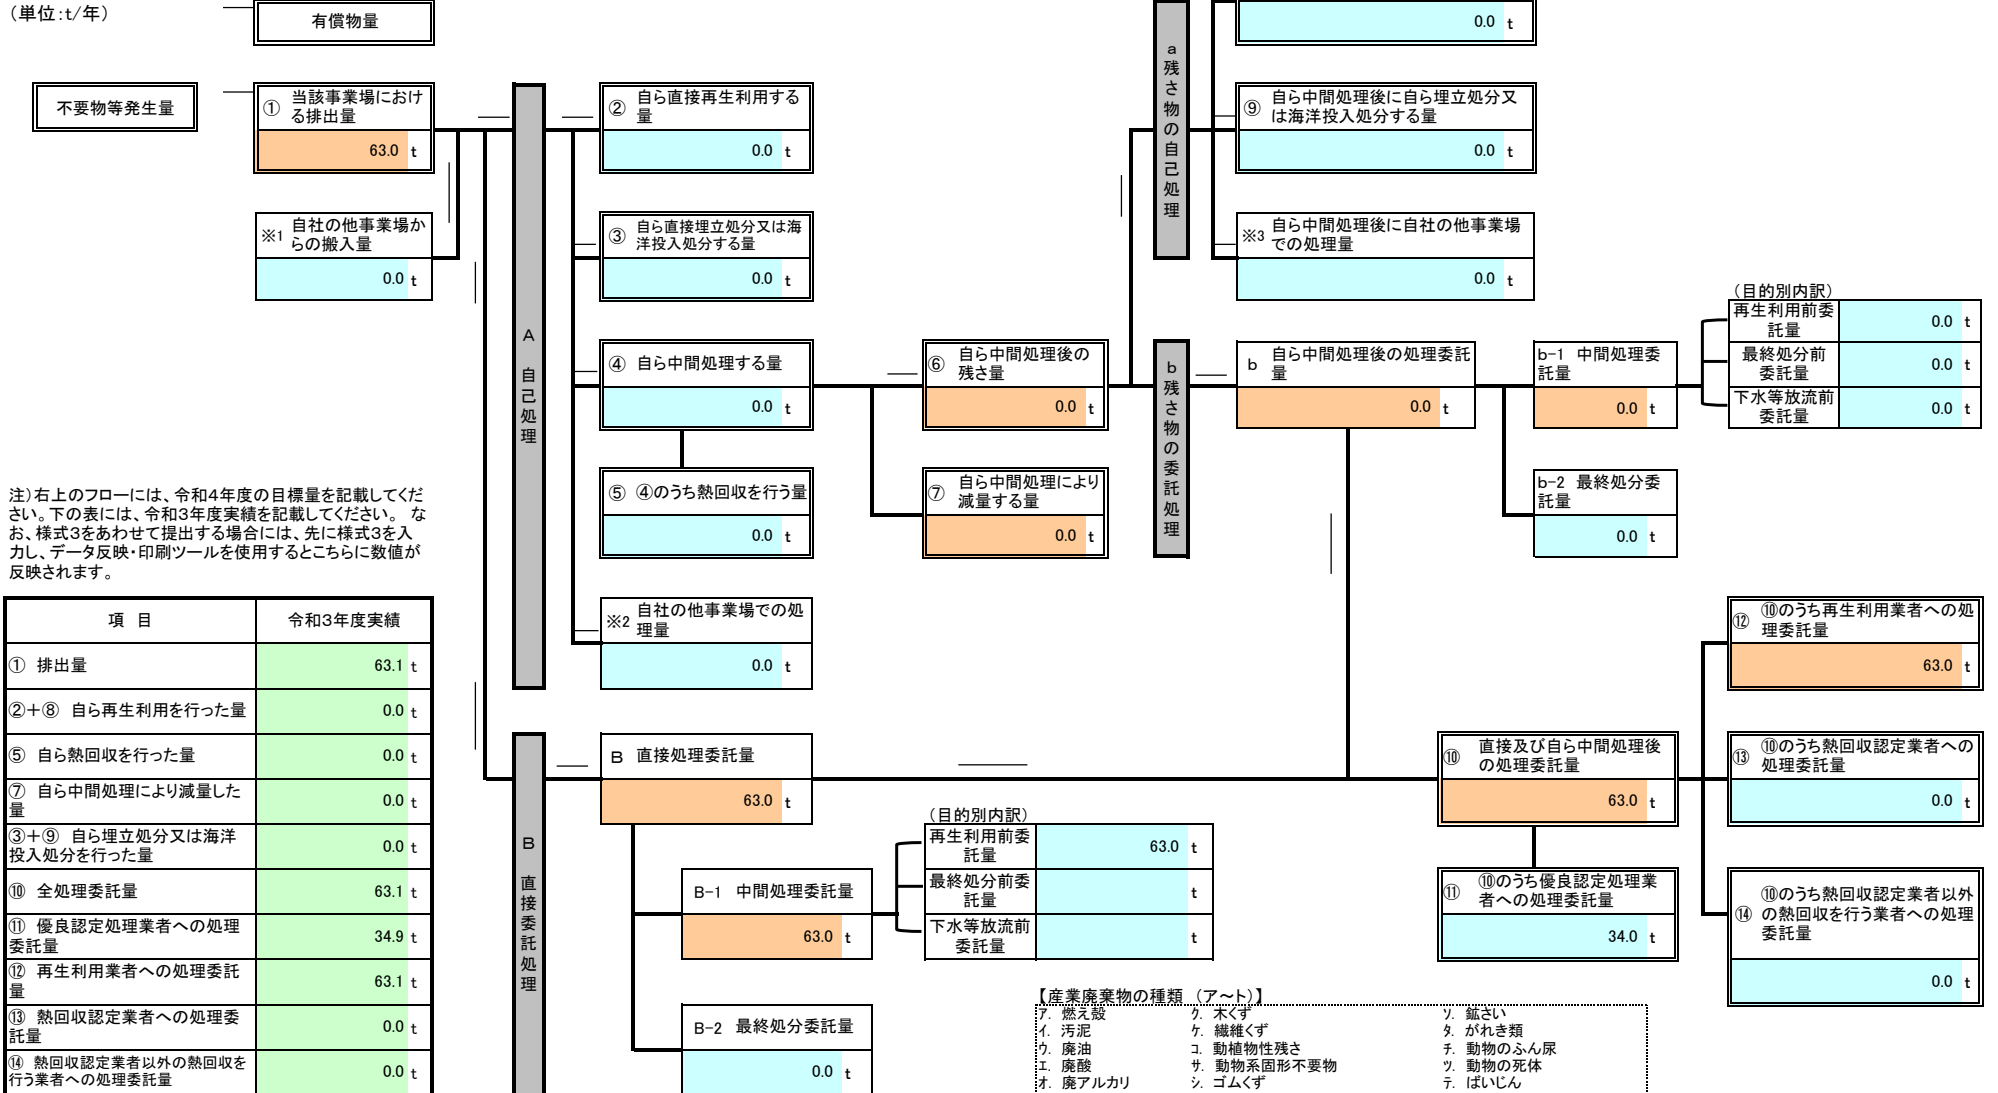 （単位:t/年）
有償物量
0.0 t
不要物等発生量
① 当該事業場におけ
る排出量
63.0 t
※1 自社の他事業場か
らの搬入量
0.0 t
A 自己処理
② 自ら直接再生利用する
量
0.0 t
③ 自ら直接埋立処分又は海
洋投入処分する量
0.0 t
④ 自ら中間処理する量
0.0 t
⑤ ④のうち熱回収を行う量
0.0 t
※2 自社の他事業場での処
理量
0.0 t
⑥ 自ら中間処理後の
残さ量
0.0 t
⑦ 自ら中間処理により
減量する量
0.0 t
a 残さ物の自己処理
⑨ 自ら中間処理後に自ら埋立処分又
は海洋投入処分する量
0.0 t
※3 自ら中間処理後に自社の他事業場
での処理量
0.0 t
b 残さ物の委託処理
b 自ら中間処理後の処理委託
量
0.0 t
b-1 中間処理委
託量
0.0 t
b-2 最終処分委
託量
0.0 t
（目的別内訳）
再生利用前委
託量
0.0 t
最終処分前
委託量
0.0 t
下水等放流前
委託量
0.0 t
注）右上のフローには、令和4年度の目標量を記載してくだ
さい。下の表には、令和3年度実績を記載してください。 な
お、様式3をあわせて提出する場合には、先に様式3を入
力し、データ反映・印刷ツールを使用するとこちらに数値が
反映されます。
項 目 令和3年度実績
① 排出量 63.1 t
②＋⑧ 自ら再生利用を行った量 0.0 t
⑤ 自ら熱回収を行った量 0.0 t
⑦ 自ら中間処理により減量した
量 0.0 t
③＋⑨ 自ら埋立処分又は海洋
投入処分を行った量 0.0 t
⑩ 全処理委託量 63.1 t
⑪ 優良認定処理業者への処理
委託量 34.9 t
⑫ 再生利用業者への処理委託
量 63.1 t
⑬ 熱回収認定業者への処理委
託量 0.0 t
⑭ 熱回収認定業者以外の熱回収を
行う業者への処理委託量 0.0 t
B 直接委託処理
B 直接処理委託量
63.0 t
B-1 中間処理委託量
63.0 t
B-2 最終処分委託量
0.0 t
（目的別内訳）
再生利用前委
託量
63.0 t
最終処分前委
託量
t
下水等放流前
委託量
t
⑩ 直接及び自ら中間処理後
の処理委託量
63.0 t
⑪ ⑩のうち優良認定処理業
者への処理委託量
34.0 t
⑫ ⑩のうち再生利用業者への処
理委託量
63.0 t
⑬ ⑩のうち熱回収認定業者への
処理委託量
0.0 t
⑭ ⑩のうち熱回収認定業者以外
の熱回収を行う業者への処理
委託量
0.0 t
【産業廃棄物の種類 （ア～ト）】
ア. 燃え殻 ク. 木くず ソ. 鉱さい
イ. 汚泥 ケ. 繊維くず タ. がれき類
ウ. 廃油 コ. 動植物性残さ チ. 動物のふん尿
エ. 廃酸 サ. 動物系固形不要物 ツ. 動物の死体
オ. 廃アルカリ シ. ゴムくず テ. ばいじん